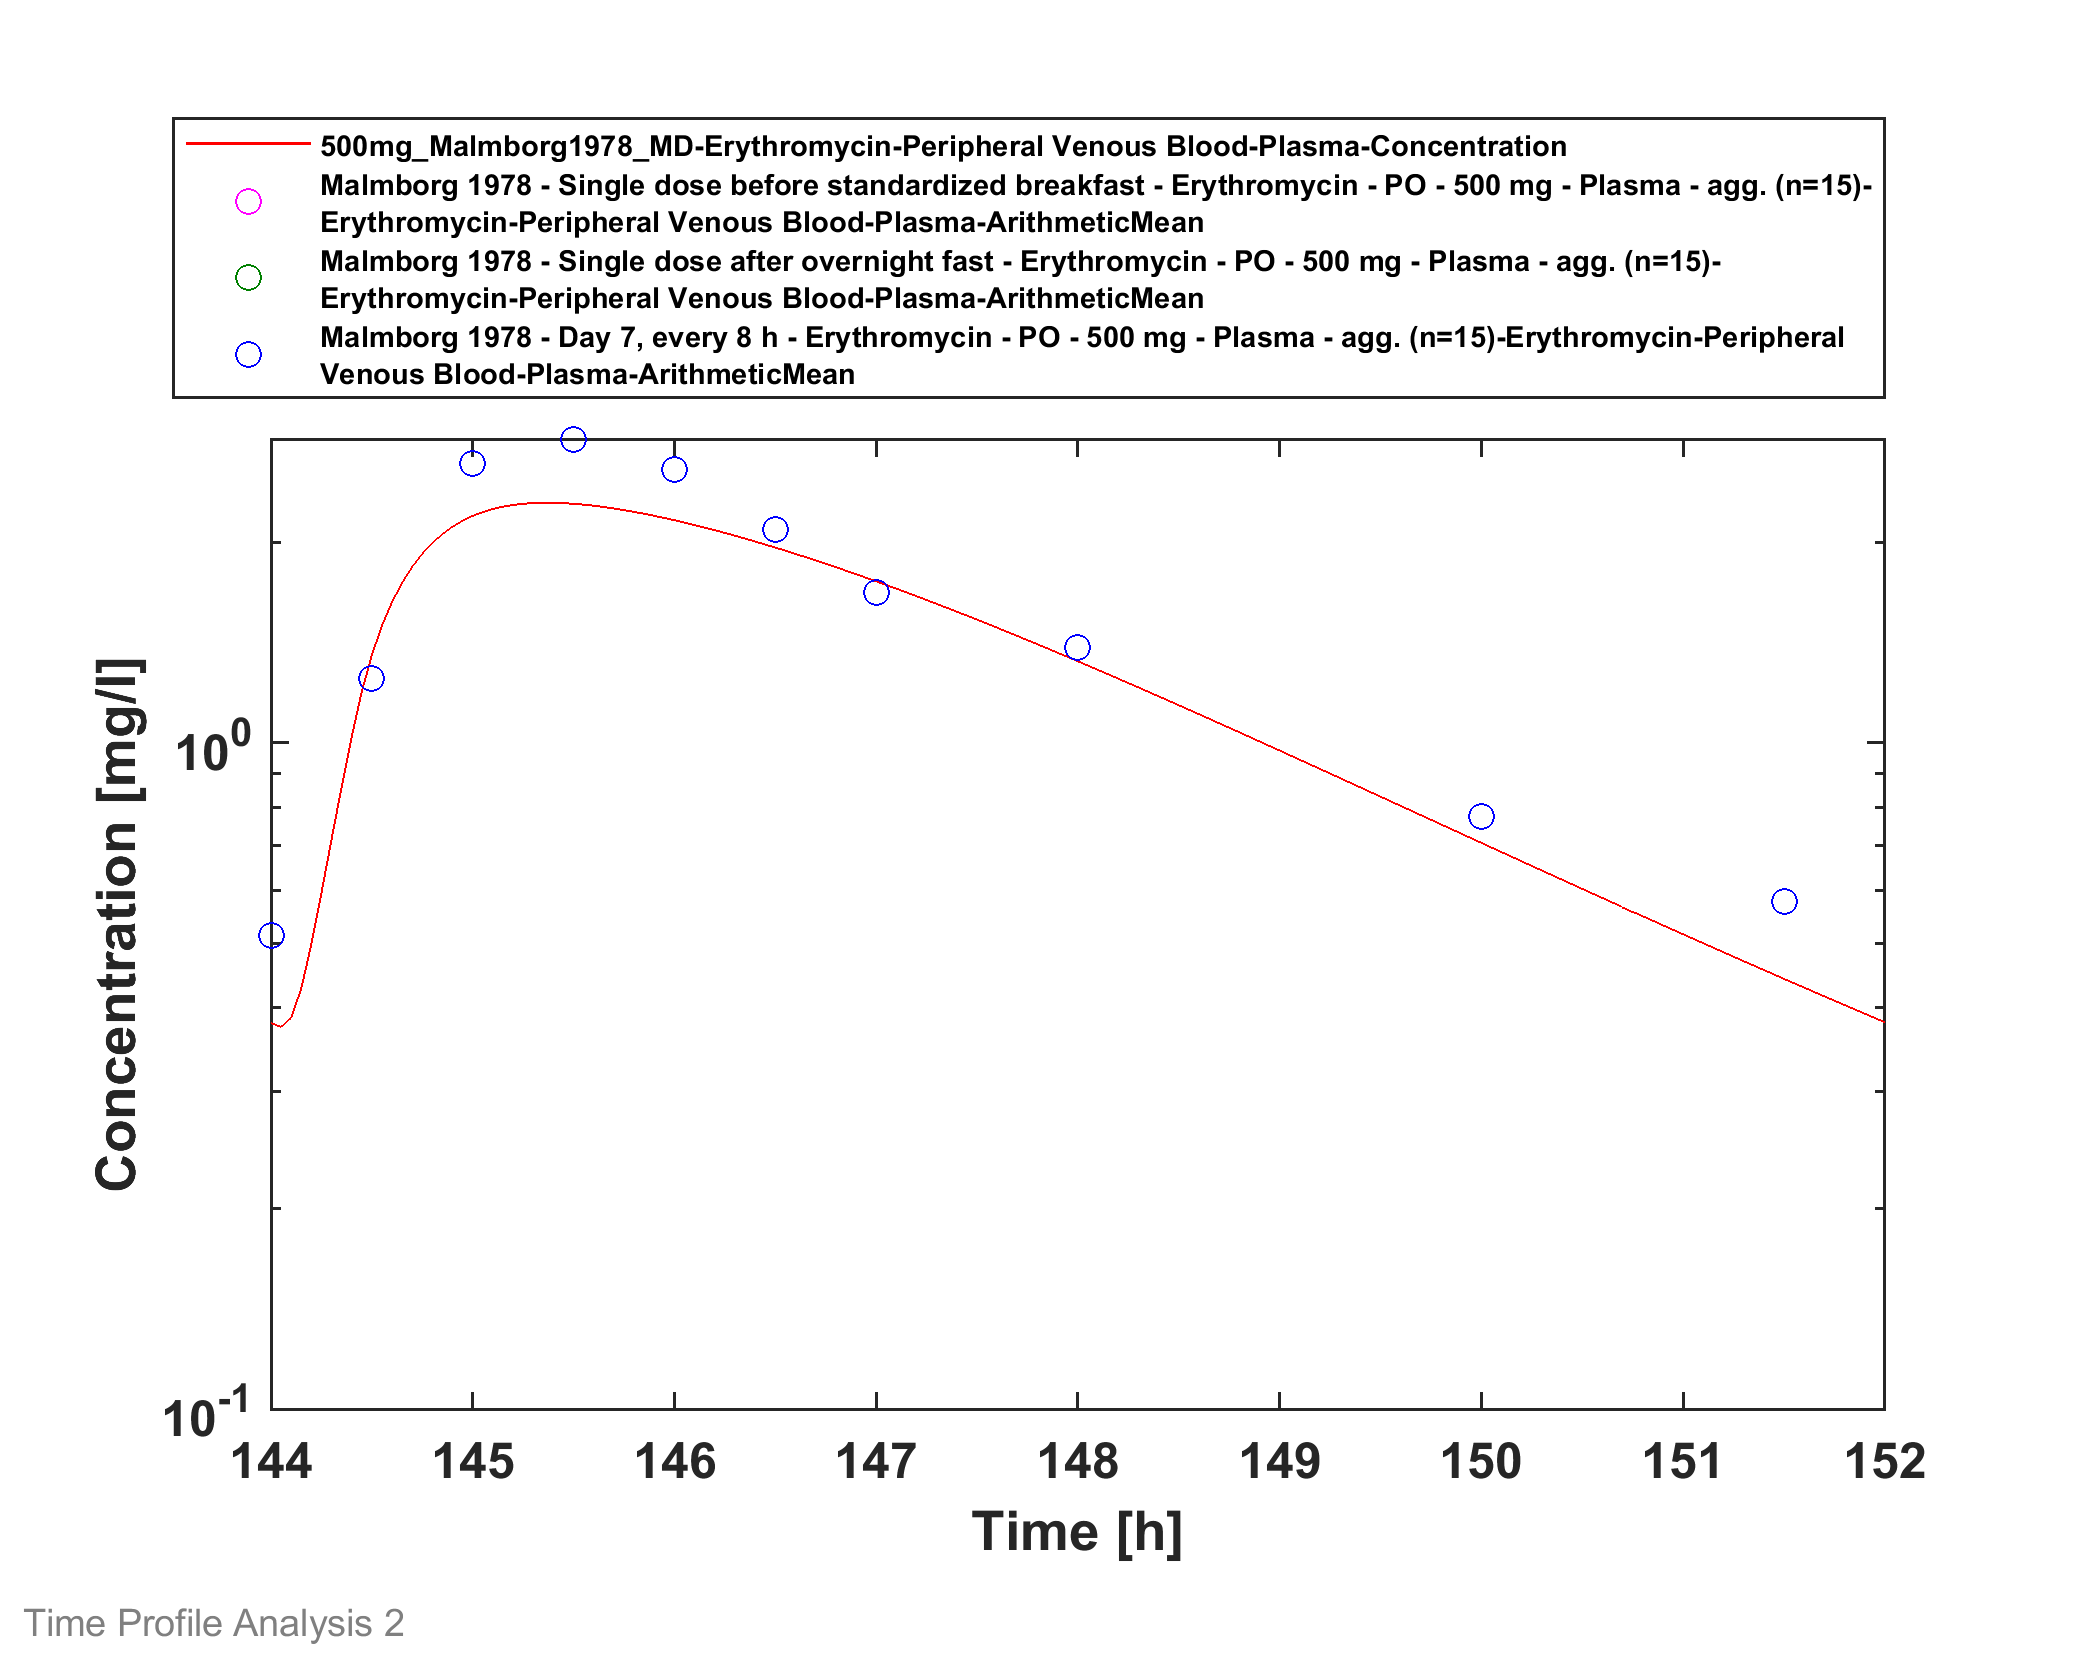 500mg_Malmborg1978_MD-Erythromycin-Peripheral Venous Blood-Plasma-Concentration
Malmborg 1978 - Single dose before standardized breakfast - Erythromycin - PO - 500 mg - Plasma - agg. (n=15)-
Erythromycin-Peripheral Venous Blood-Plasma-ArithmeticMean
Malmborg 1978 - Single dose after overnight fast - Erythromycin - PO - 500 mg - Plasma - agg. (n=15)-
Erythromycin-Peripheral Venous Blood-Plasma-ArithmeticMean
Malmborg 1978 - Day 7, every 8 h - Erythromycin - PO - 500 mg - Plasma - agg. (n=15)-Erythromycin-Peripheral
Venous Blood-Plasma-ArithmeticMean
Concentration [mg/l]
10^0
10^-1
144 145 146 147 148 149 150 151 152
Time [h]
Time Profile Analysis 2